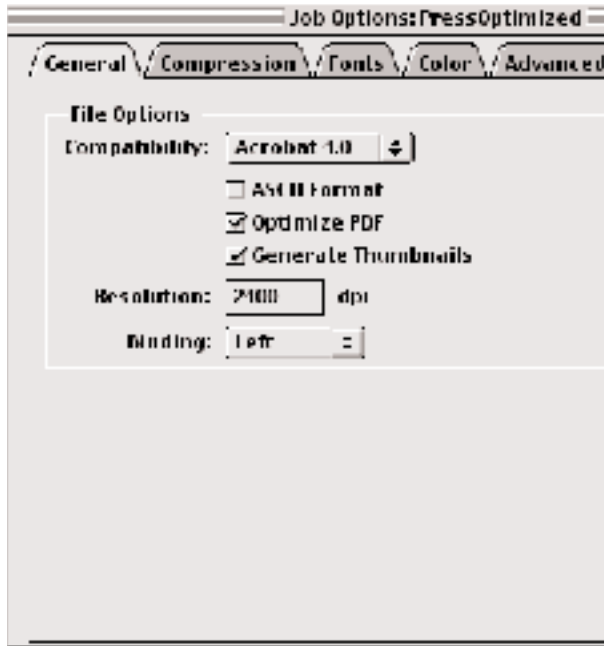 Job Options: PressOptimized
General Compression Fonts Color Advanced
File Options
Compatibility: Acrobat 4.0
ASCII Format
Optimize PDF
Generate Thumbnails
Resolution: 2400 dpi
Binding: Left